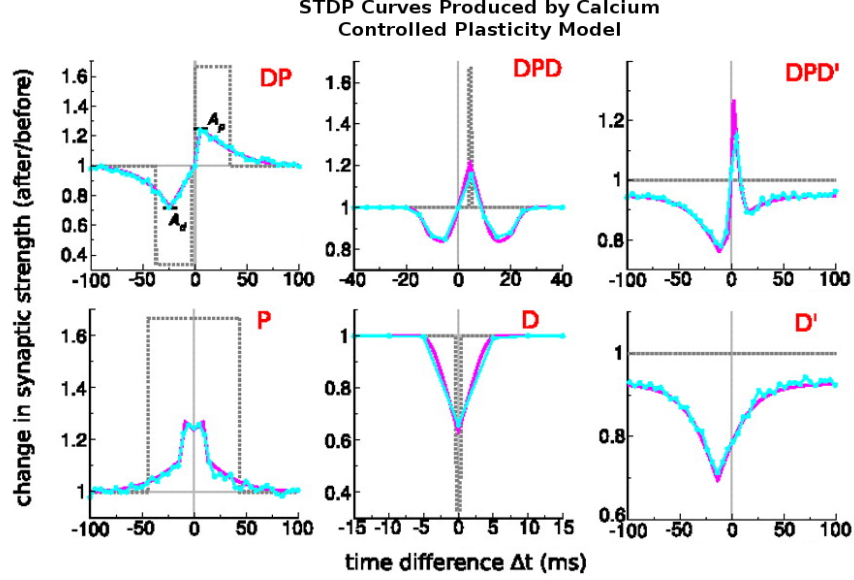 STDP Curves Produced by Calcium
Controlled Plasticity Model
change in synaptic strength (after/before)
DP
1.6
1.4
1.2
1
0.8
0.6
0.4
A_p
A_d
-100 -50 0 50 100
DPD
1.6
1.4
1.2
1
0.8
-40 -20 0 20 40
DPD'
1.4
1.2
1
0.8
-100 -50 0 50 100
P
1.6
1.4
1.2
1
-100 -50 0 50 100
D
1
0.8
0.6
0.4
-15 -10 -5 0 5 10 15
D'
1
0.8
0.6
-100 -50 0 50 100
time difference Δt (ms)